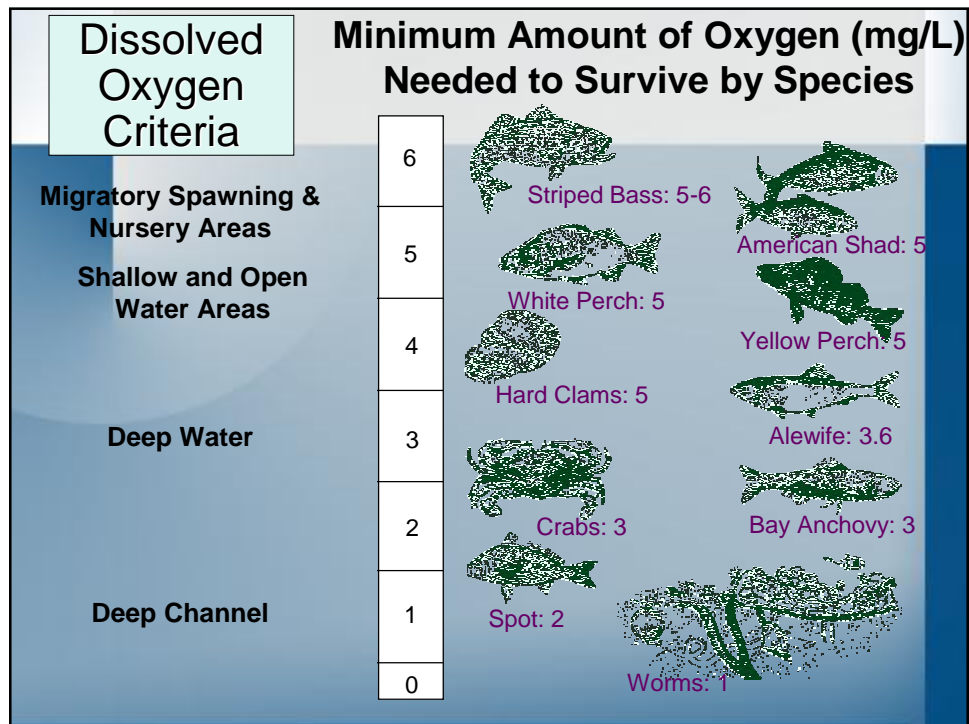 Dissolved
Oxygen
Criteria
Minimum Amount of Oxygen (mg/L)
Needed to Survive by Species
Migratory Spawning &
Nursery Areas
Shallow and Open
Water Areas
Deep Water
Deep Channel
6
5
4
3
2
1
0
Striped Bass: 5-6
American Shad: 5
White Perch: 5
Yellow Perch: 5
Hard Clams: 5
Alewife: 3.6
Crabs: 3
Bay Anchovy: 3
Spot: 2
Worms: 1